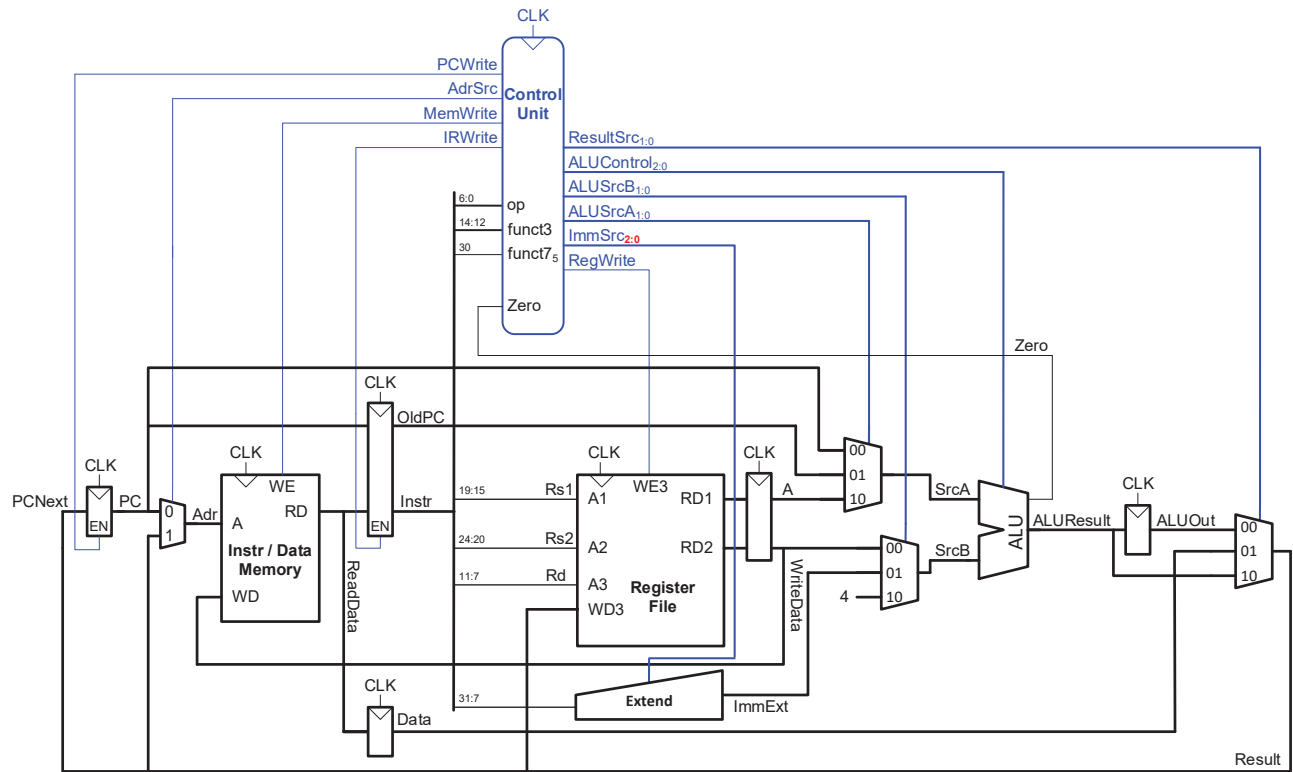 CLK
PCWrite
AdrSrc
MemWrite
IRWrite
Control
Unit
ResultSrc1:0
ALUControl2:0
ALUSrcB1:0
ALUSrcA1:0
ImmSrc2:0
RegWrite
6:0
op
14:12
funct3
30
funct75
Zero
Zero
CLK
OldPC
CLK
PCNext
PC
EN
0
1
Adr
CLK
WE
A
RD
Instr / Data
Memory
WD
ReadData
EN
Instr
19:15
Rs1
24:20
Rs2
11:7
Rd
CLK
WE3
A1
RD1
A2
RD2
A3
Register
File
WD3
CLK
A
WriteData
00
01
10
SrcA
00
01
4
10
SrcB
ALU
ALUResult
CLK
ALUOut
00
01
10
31:7
Extend
ImmExt
CLK
Data
Result